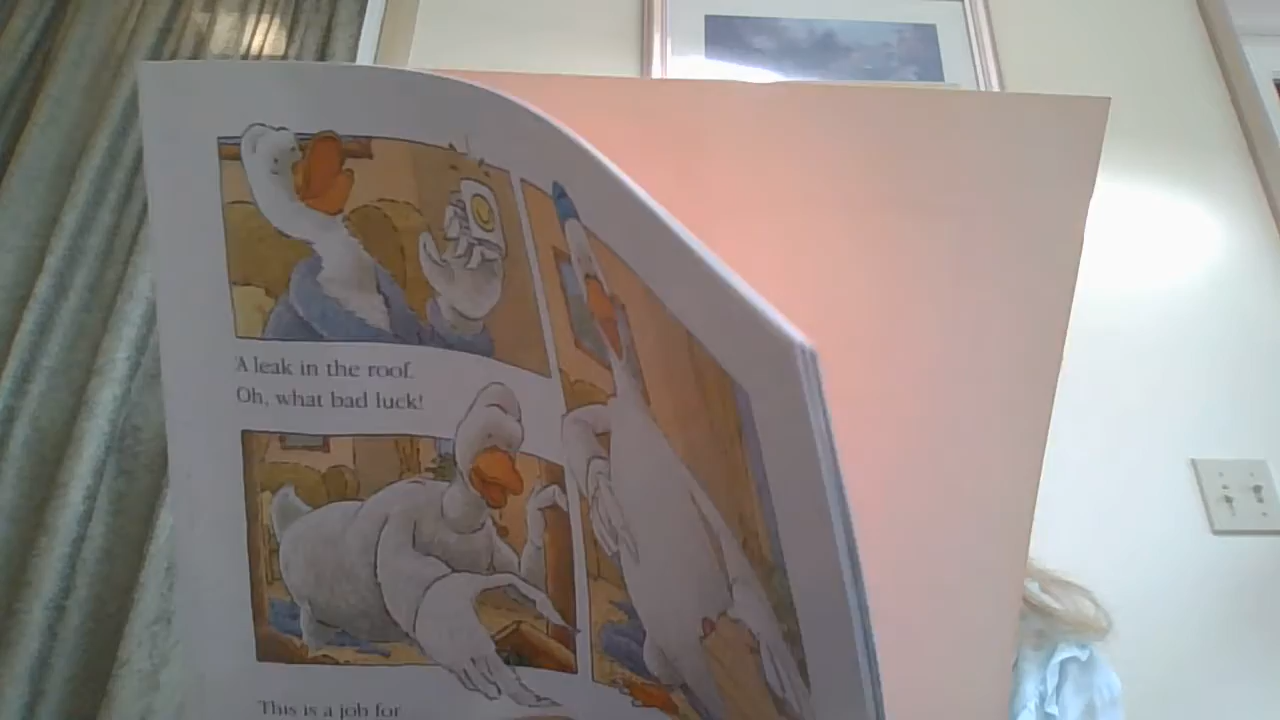 A leak in the roof.
Oh, what bad luck!
This is a job for